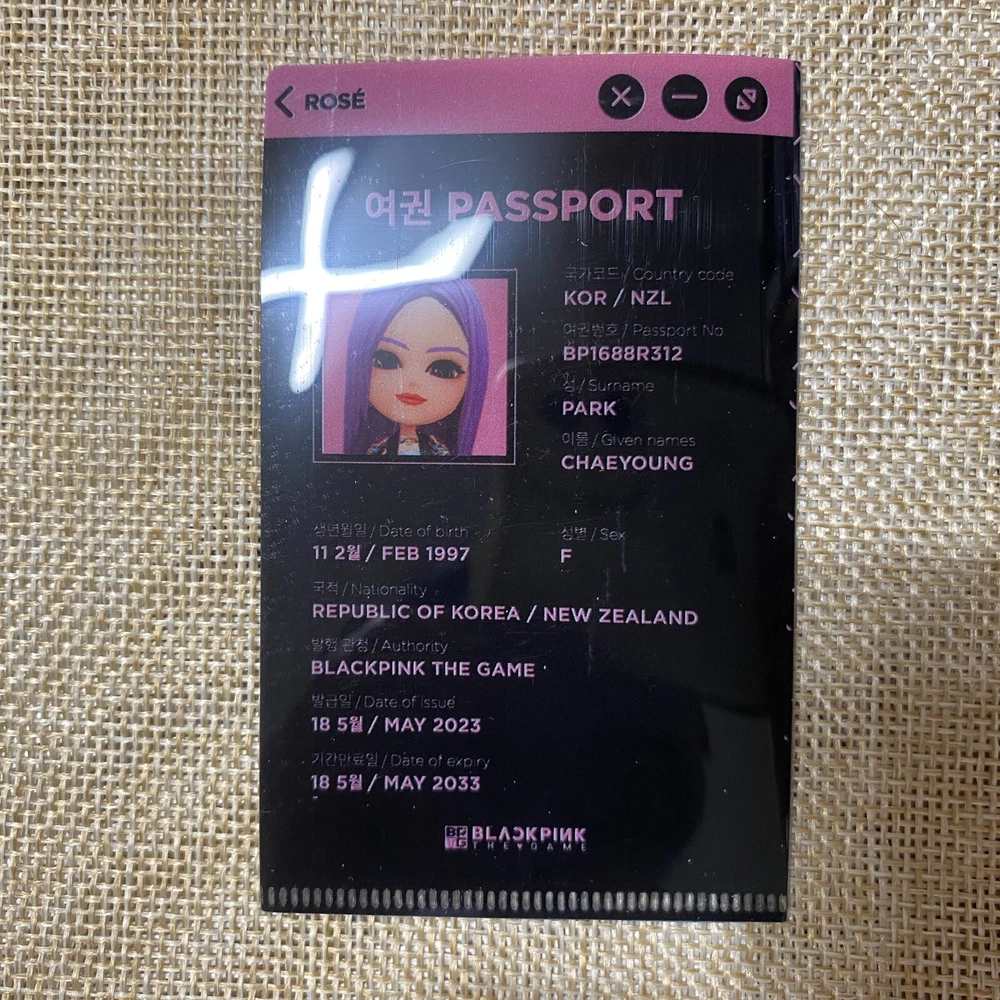 ROSÉ
여권 PASSPORT
국가코드 / Country code
KOR / NZL
여권번호 / Passport No
BP1688R312
성 / Surname
PARK
이름 / Given names
CHAEYOUNG
생년월일 / Date of birth
11 2월 / FEB 1997
성별 / Sex
F
국적 / Nationality
REPUBLIC OF KOREA / NEW ZEALAND
발행 관청 / Authority
BLACKPINK THE GAME
발급일 / Date of issue
18 5월 / MAY 2023
기간만료일 / Date of expiry
18 5월 / MAY 2033
BPTG BLACKPINK
THE GAME